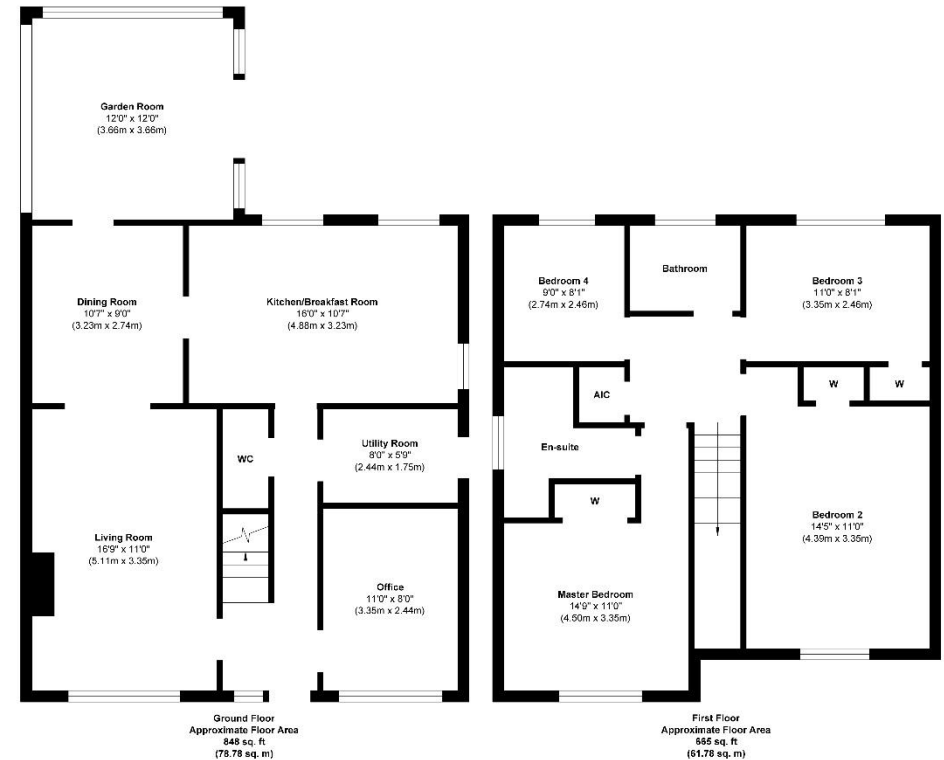 Garden Room
12'0" x 12'0"
(3.66m x 3.66m)
Dining Room
10'7" x 9'0"
(3.23m x 2.74m)
Kitchen/Breakfast Room
16'0" x 10'7"
(4.88m x 3.23m)
WC
Utility Room
8'0" x 5'9"
(2.44m x 1.75m)
Living Room
16'9" x 11'0"
(5.11m x 3.35m)
Office
11'0" x 8'0"
(3.35m x 2.44m)
Ground Floor
Approximate Floor Area
848 sq. ft
(78.78 sq. m)
Bedroom 4
9'0" x 8'1"
(2.74m x 2.46m)
Bathroom
Bedroom 3
11'0" x 8'1"
(3.35m x 2.46m)
A/C
W
W
En-suite
W
Bedroom 2
14'5" x 11'0"
(4.39m x 3.35m)
Master Bedroom
14'9" x 11'0"
(4.50m x 3.35m)
First Floor
Approximate Floor Area
665 sq. ft
(61.78 sq. m)